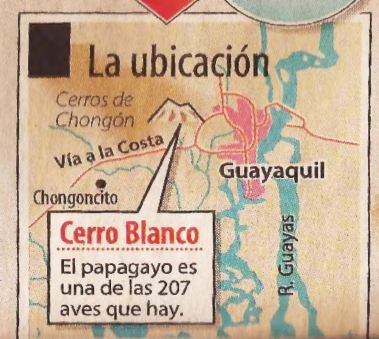 La ubicación
Cerros de
Chongón
Vía a la Costa
Guayaquil
Chongoncito
Cerro Blanco
El papagayo es
una de las 207
aves que hay.
R. Guayas